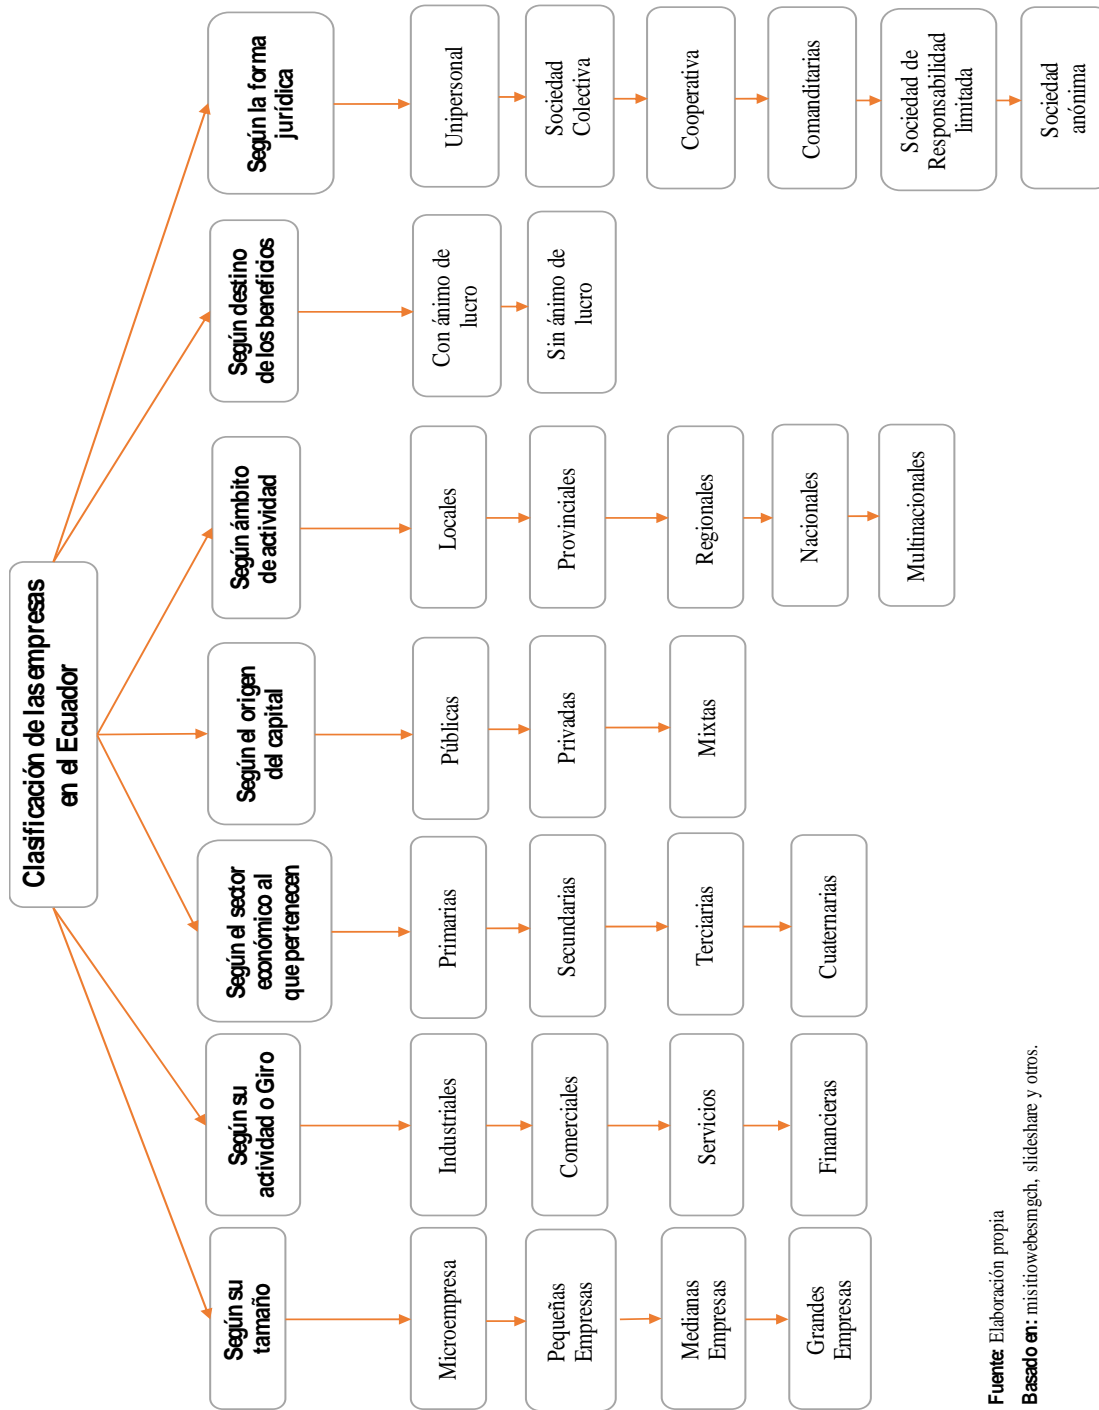 Clasificación de las empresas
en el Ecuador
Según su
tamaño
Microempresa
Pequeñas
Empresas
Medianas
Empresas
Grandes
Empresas
Según su
actividad o Giro
Industriales
Comerciales
Servicios
Financieras
Según el sector
económico al
que pertenecen
Primarias
Secundarias
Terciarias
Cuaternarias
Según el origen
del capital
Públicas
Privadas
Mixtas
Según ámbito
de actividad
Locales
Provinciales
Regionales
Nacionales
Multinacionales
Según destino
de los beneficios
Con ánimo de
lucro
Sin ánimo de
lucro
Según la forma
jurídica
Unipersonal
Sociedad
Colectiva
Cooperativa
Comanditarias
Sociedad de
Responsabilidad
limitada
Sociedad
anónima
Fuente: Elaboración propia
Basado en: misitiowebesmgch, slideshare y otros.